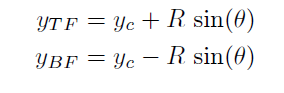 y_{TF} = y_c + R sin(θ)
y_{BF} = y_c − R sin(θ)